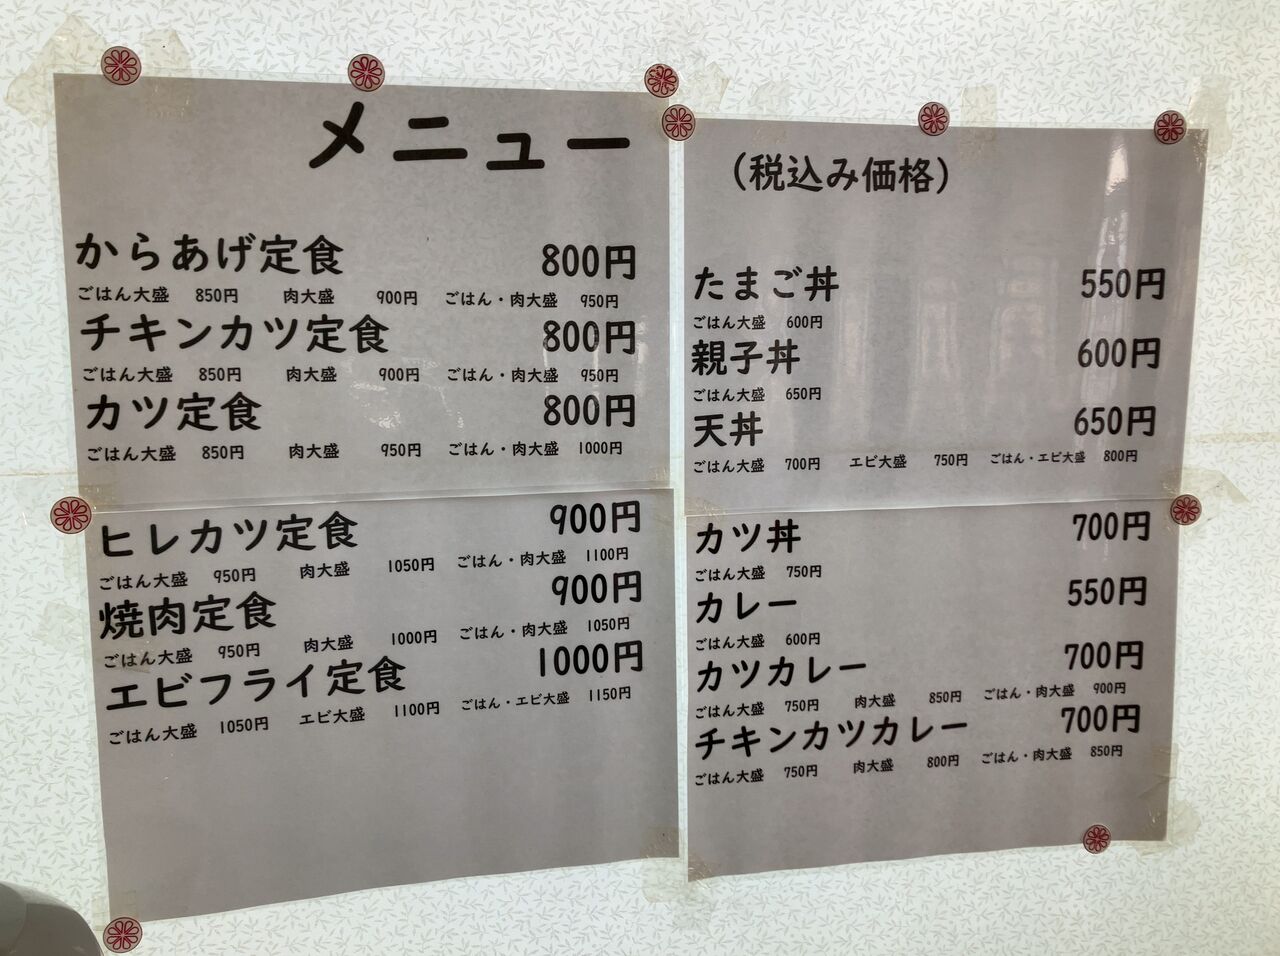 メニュー
からあげ定食 800円
ごはん大盛 850円 肉大盛 900円 ごはん・肉大盛 950円
チキンカツ定食 800円
ごはん大盛 850円 肉大盛 900円 ごはん・肉大盛 950円
カツ定食 800円
ごはん大盛 850円 肉大盛 950円 ごはん・肉大盛 1000円
ヒレカツ定食 900円
ごはん大盛 950円 肉大盛 1050円 ごはん・肉大盛 1100円
焼肉定食 900円
ごはん大盛 950円 肉大盛 1000円 ごはん・肉大盛 1050円
エビフライ定食 1000円
ごはん大盛 1050円 エビ大盛 1100円 ごはん・エビ大盛 1150円
（税込み価格）
たまご丼 550円
ごはん大盛 600円
親子丼 600円
ごはん大盛 650円
天丼 650円
ごはん大盛 700円 エビ大盛 750円 ごはん・エビ大盛 800円
カツ丼 700円
ごはん大盛 750円
カレー 550円
ごはん大盛 600円
カツカレー 700円
ごはん大盛 750円 肉大盛 850円 ごはん・肉大盛 900円
チキンカツカレー 700円
ごはん大盛 750円 肉大盛 800円 ごはん・肉大盛 850円